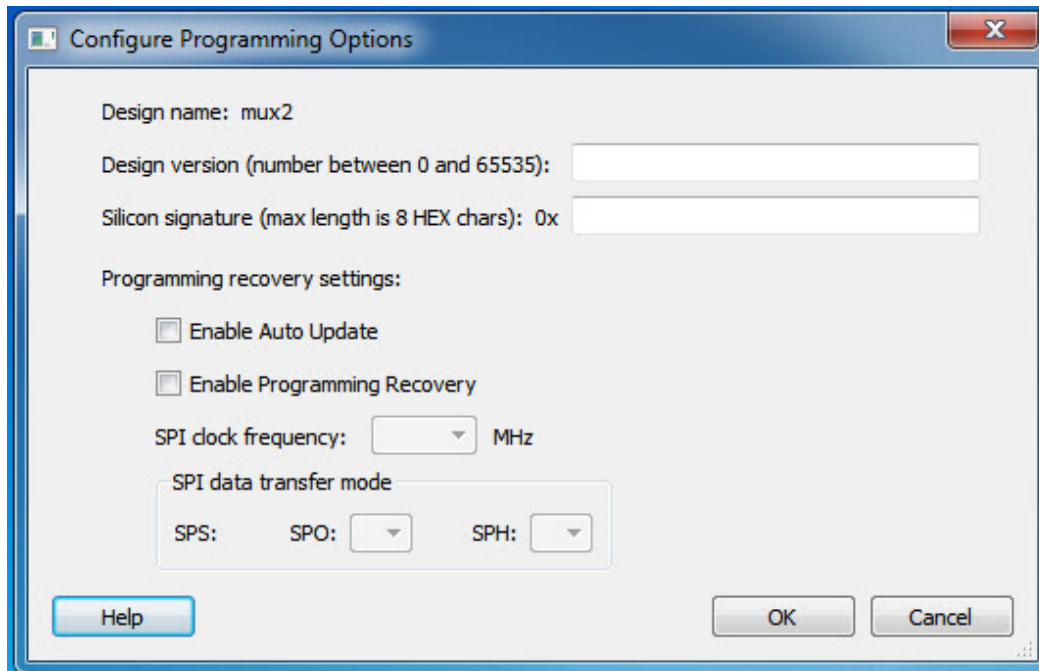 Configure Programming Options
Design name: mux2
Design version (number between 0 and 65535):
Silicon signature (max length is 8 HEX chars): 0x
Programming recovery settings:
Enable Auto Update
Enable Programming Recovery
SPI clock frequency: MHz
SPI data transfer mode
SPS: SPO: SPH:
Help OK Cancel